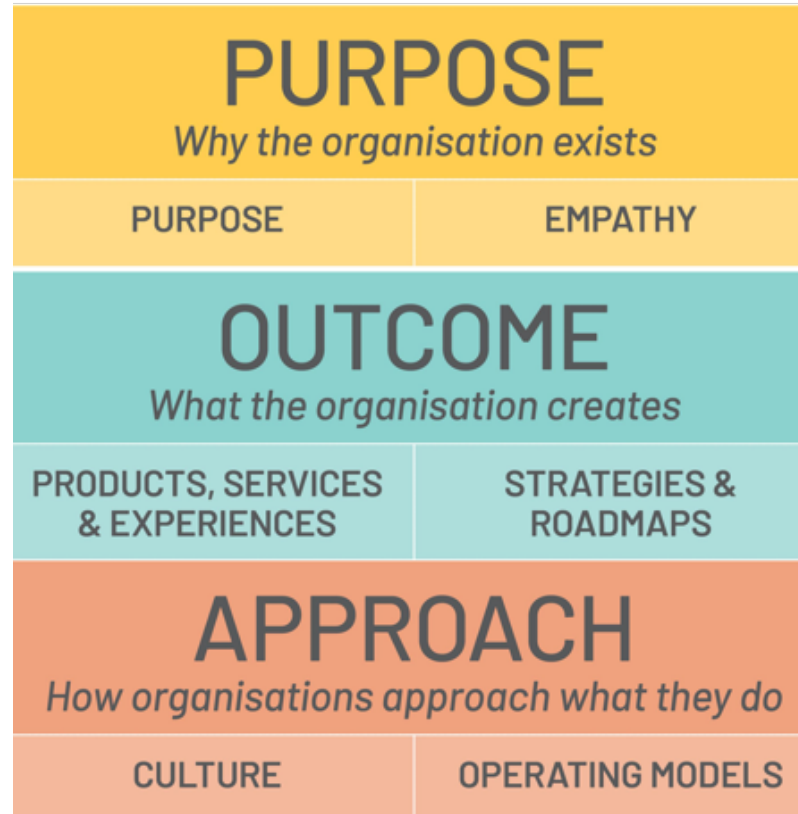 PURPOSE
Why the organisation exists
PURPOSE
EMPATHY
OUTCOME
What the organisation creates
PRODUCTS, SERVICES
& EXPERIENCES
STRATEGIES &
ROADMAPS
APPROACH
How organisations approach what they do
CULTURE
OPERATING MODELS